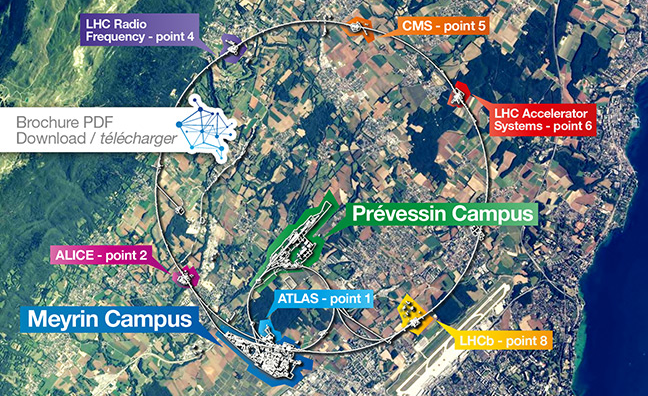 LHC Radio
Frequency - point 4
CMS - point 5
LHC Accelerator
Systems - point 6
Brochure PDF
Download / télécharger
Prévessin Campus
ALICE - point 2
ATLAS - point 1
Meyrin Campus
LHCb - point 8